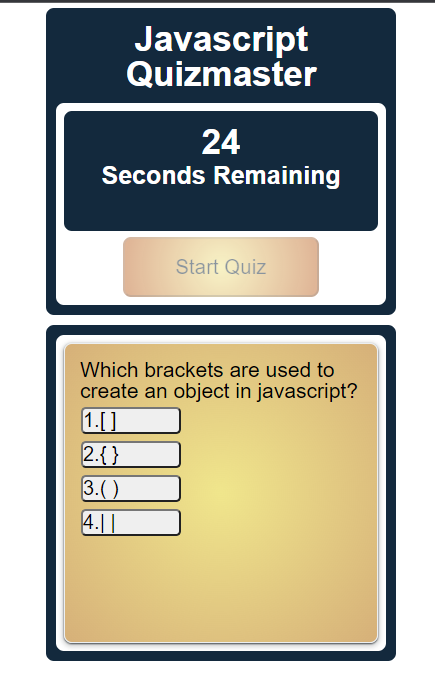 Javascript
Quizmaster
24
Seconds Remaining
Start Quiz
Which brackets are used to
create an object in javascript?
1.[ ]
2.{ }
3.( )
4.| |